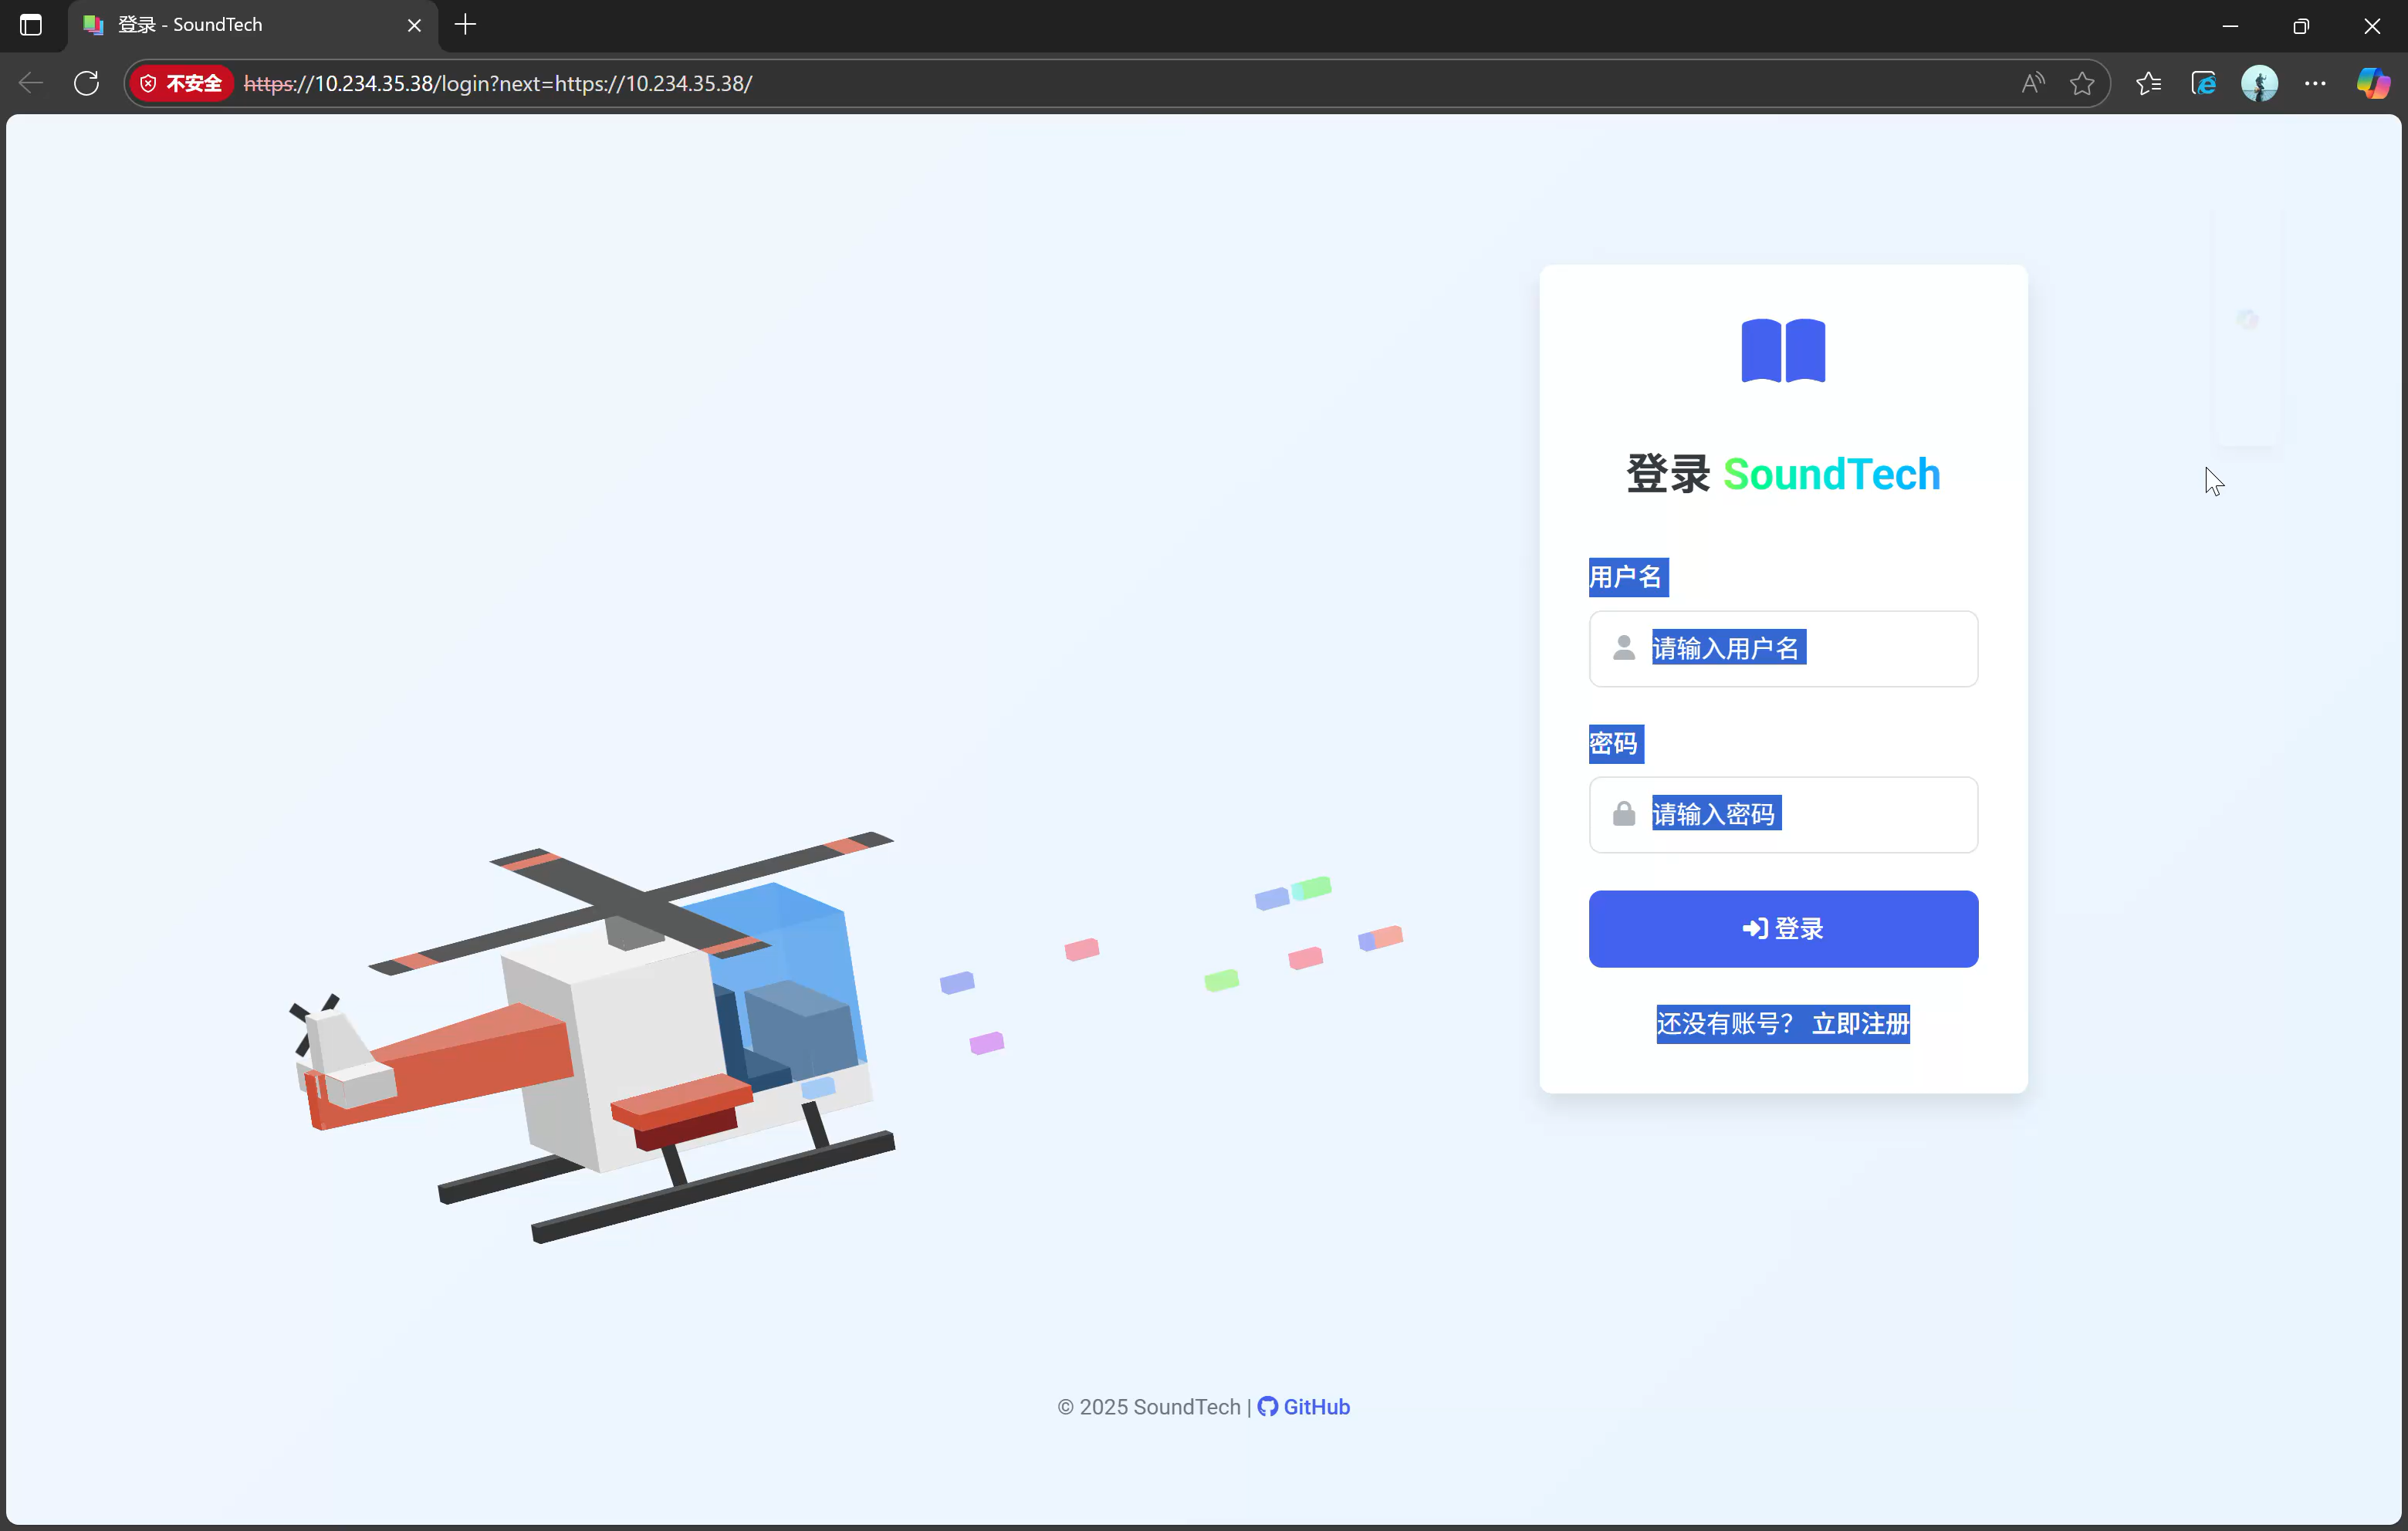 登录 - SoundTech
不安全 https://10.234.35.38/login?next=https://10.234.35.38/
登录 SoundTech
用户名
请输入用户名
密码
请输入密码
登录
还没有账号? 立即注册
© 2025 SoundTech | GitHub